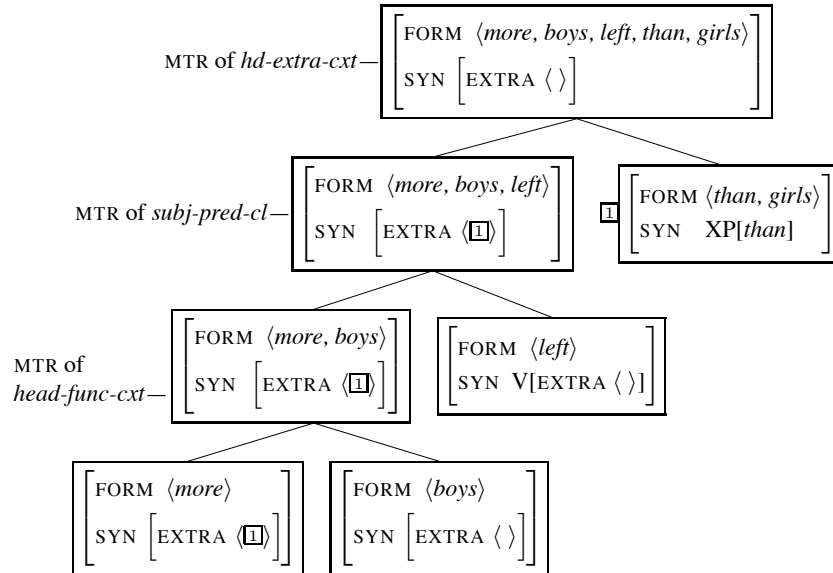 MTR of hd-extra-cxt—
FORM ⟨more, boys, left, than, girls⟩
SYN [EXTRA ⟨ ⟩]
MTR of subj-pred-cl—
FORM ⟨more, boys, left⟩
SYN [EXTRA ⟨1⟩]
1
FORM ⟨than, girls⟩
SYN XP[than]
MTR of
head-func-cxt—
FORM ⟨more, boys⟩
SYN [EXTRA ⟨1⟩]
FORM ⟨left⟩
SYN V[EXTRA ⟨ ⟩]
FORM ⟨more⟩
SYN [EXTRA ⟨1⟩]
FORM ⟨boys⟩
SYN [EXTRA ⟨ ⟩]